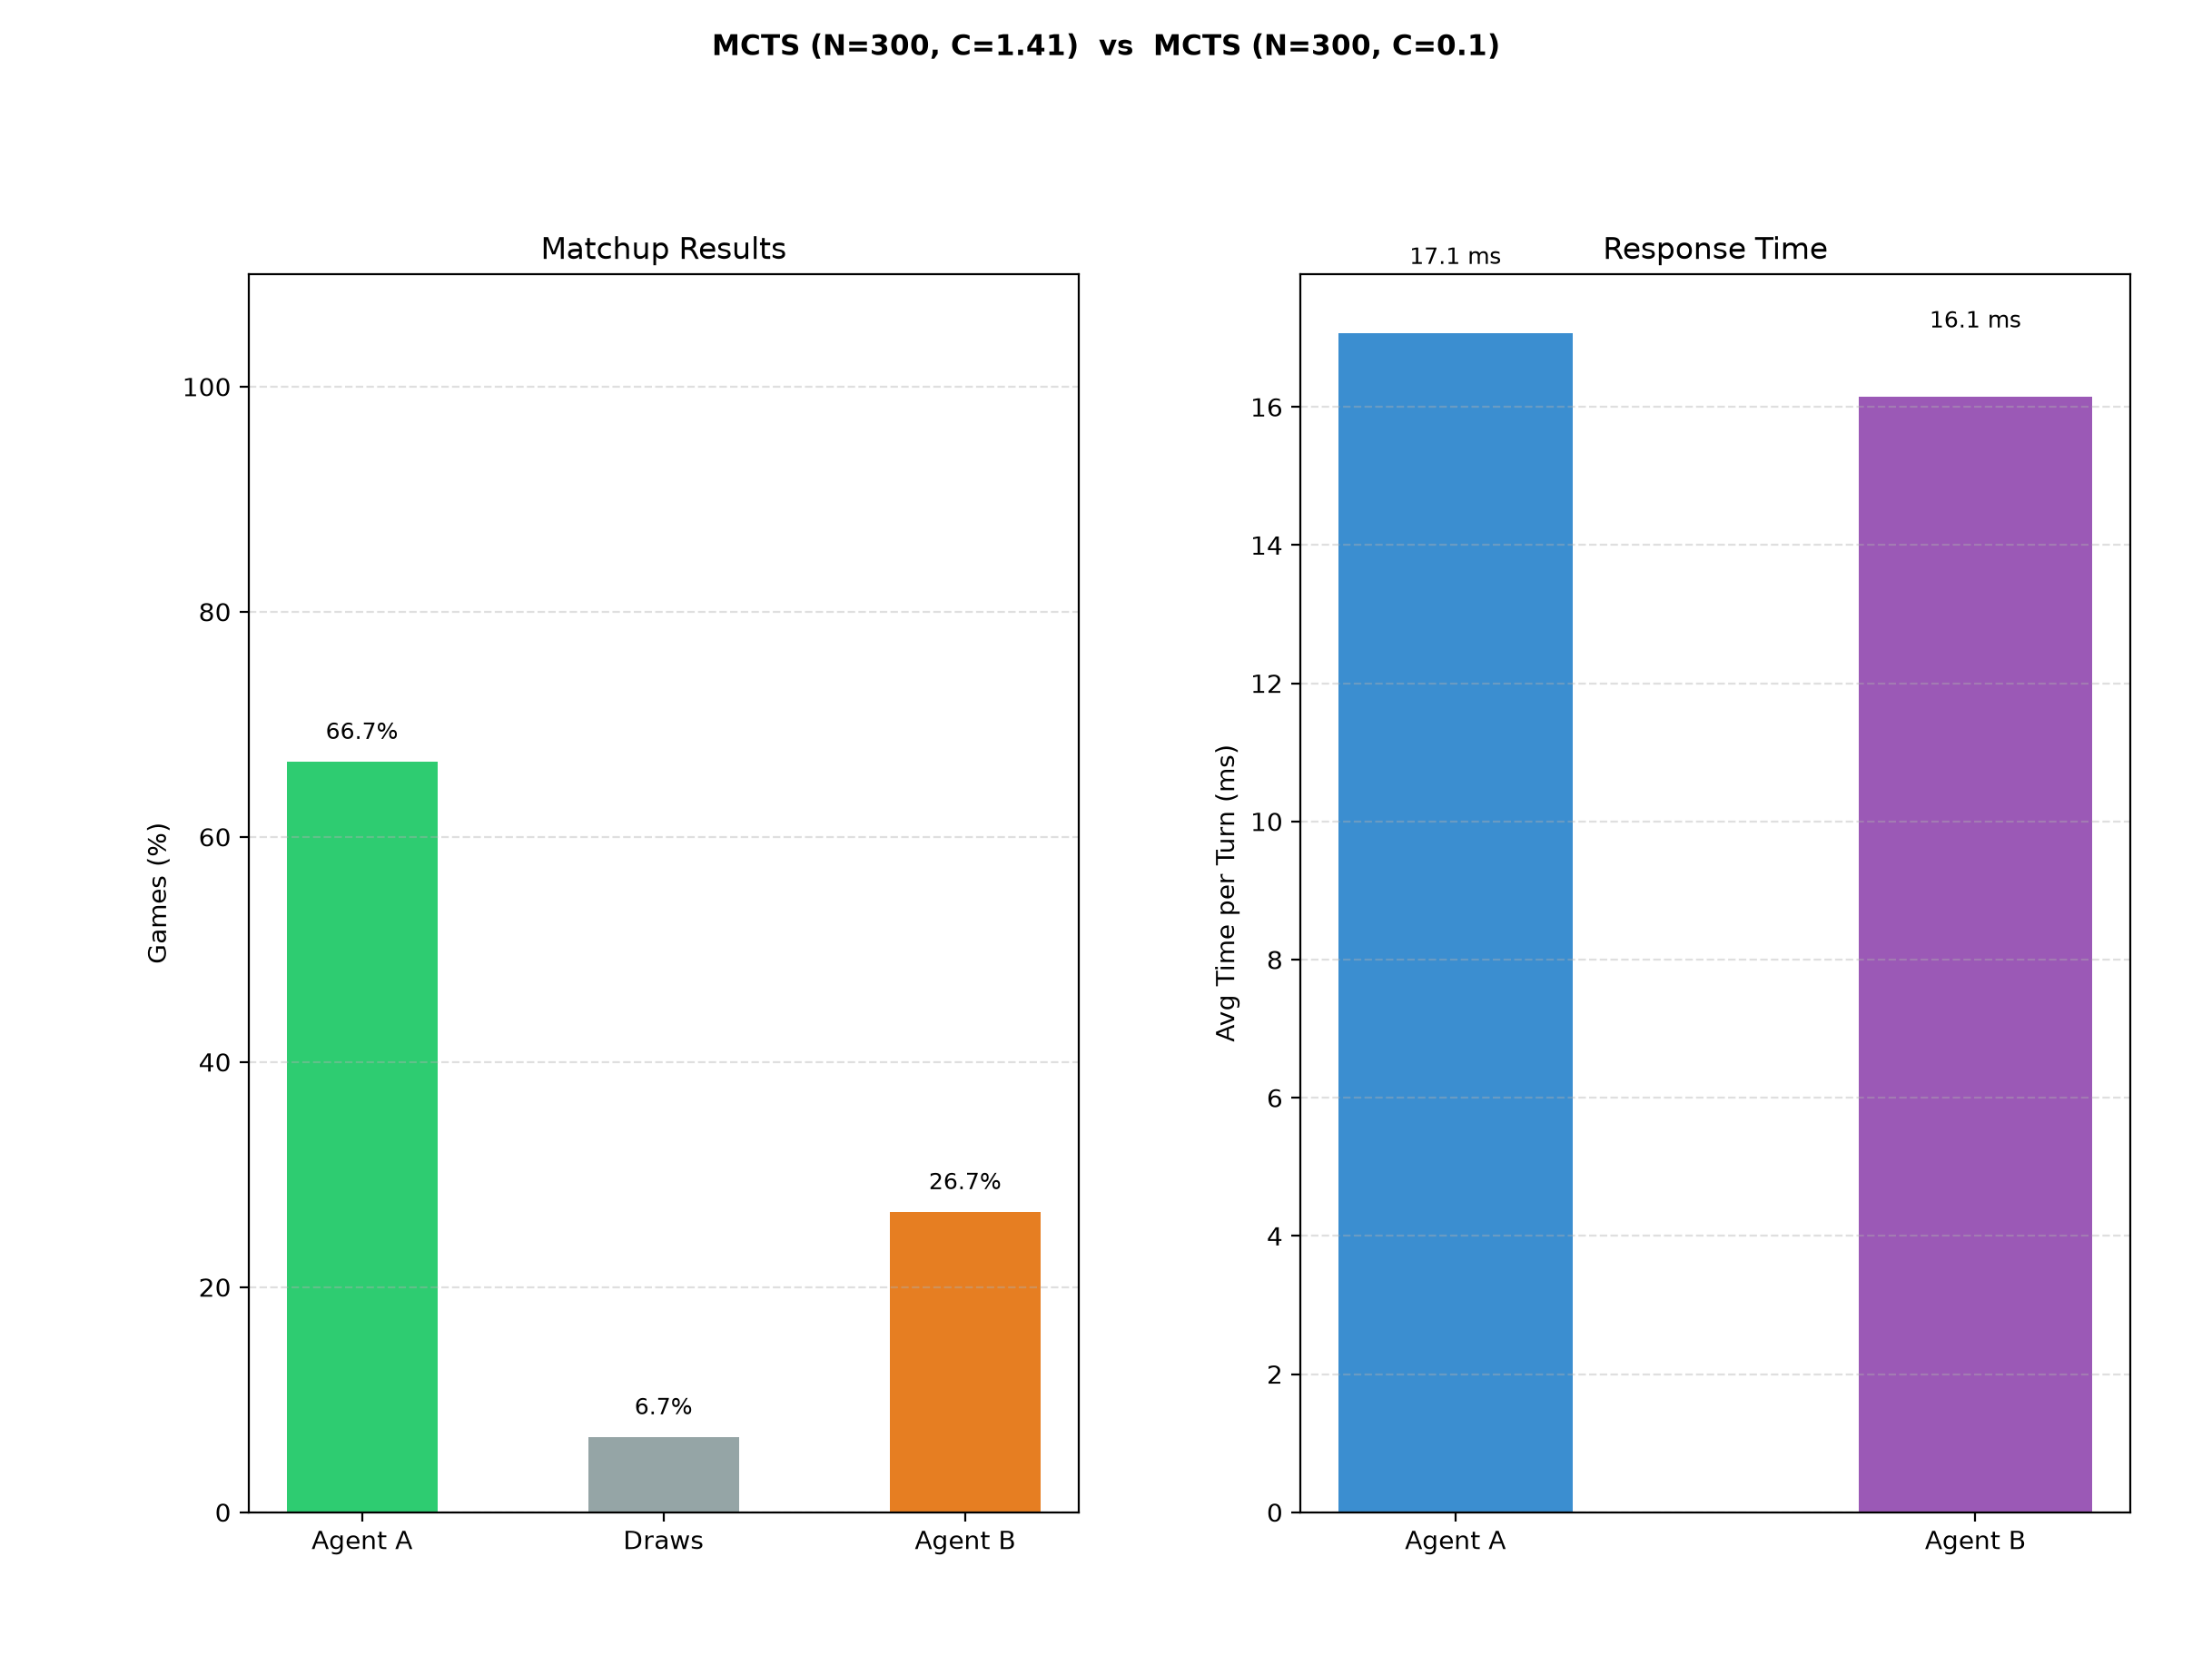 MCTS (N=300, C=1.41)  vs  MCTS (N=300, C=0.1)
Matchup Results
Games (%)
100
80
60
40
20
0
66.7%
6.7%
26.7%
Agent A
Draws
Agent B
Response Time
Avg Time per Turn (ms)
16
14
12
10
8
6
4
2
0
17.1 ms
16.1 ms
Agent A
Agent B